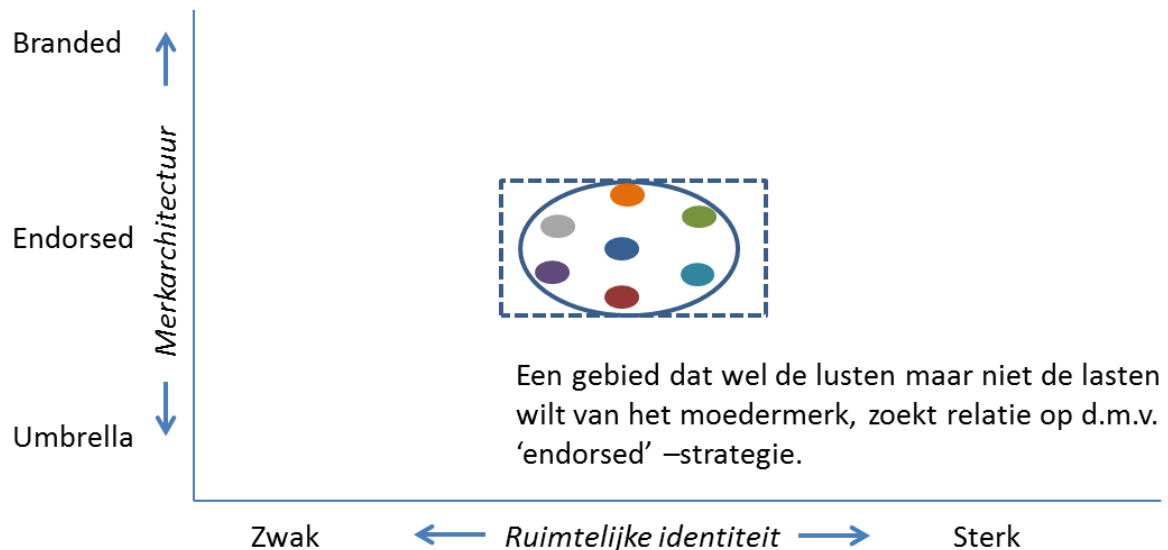 Branded
Merkarchitectuur
Endorsed
Een gebied dat wel de lusten maar niet de lasten
wilt van het moedermerk, zoekt relatie op d.m.v.
‘endorsed’ –strategie.
Umbrella
Zwak
Ruimtelijke identiteit
Sterk